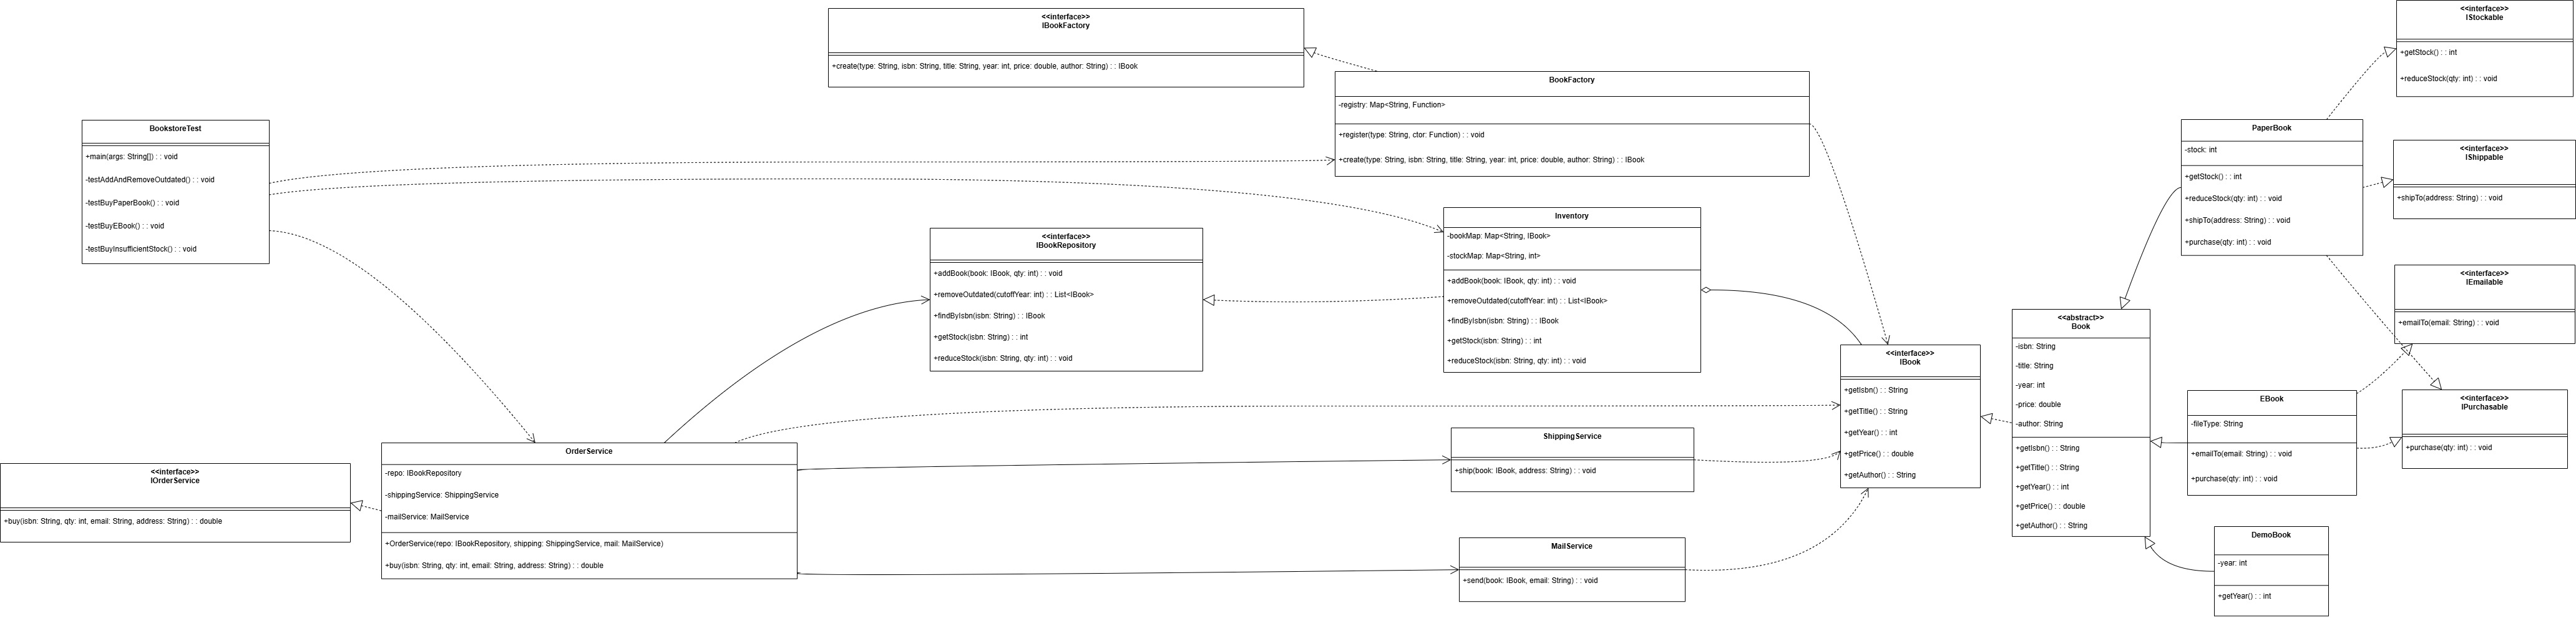 <<interface>>
IBookFactory
+create(type: String, isbn: String, title: String, year: int, price: double, author: String) : : IBook
BookFactory
-registry: Map<String, Function>
+register(type: String, ctor: Function) : : void
+create(type: String, isbn: String, title: String, year: int, price: double, author: String) : : IBook
BookstoreTest
+main(args: String[]) : : void
-testAddAndRemoveOutdated() : : void
-testBuyPaperBook() : : void
-testBuyEBook() : : void
-testBuyInsufficientStock() : : void
<<interface>>
IBookRepository
+addBook(book: IBook, qty: int) : : void
+removeOutdated(cutoffYear: int) : : List<IBook>
+findByIsbn(isbn: String) : : IBook
+getStock(isbn: String) : : int
+reduceStock(isbn: String, qty: int) : : void
Inventory
-bookMap: Map<String, IBook>
-stockMap: Map<String, int>
+addBook(book: IBook, qty: int) : : void
+removeOutdated(cutoffYear: int) : : List<IBook>
+findByIsbn(isbn: String) : : IBook
+getStock(isbn: String) : : int
+reduceStock(isbn: String, qty: int) : : void
<<interface>>
IOrderService
+buy(isbn: String, qty: int, email: String, address: String) : : double
OrderService
-repo: IBookRepository
-shippingService: ShippingService
-mailService: MailService
+OrderService(repo: IBookRepository, shipping: ShippingService, mail: MailService)
+buy(isbn: String, qty: int, email: String, address: String) : : double
ShippingService
+ship(book: IBook, address: String) : : void
MailService
+send(book: IBook, email: String) : : void
<<interface>>
IBook
+getIsbn() : : String
+getTitle() : : String
+getYear() : : int
+getPrice() : : double
+getAuthor() : : String
<<abstract>>
Book
-isbn: String
-title: String
-year: int
-price: double
-author: String
+getIsbn() : : String
+getTitle() : : String
+getYear() : : int
+getPrice() : : double
+getAuthor() : : String
PaperBook
-stock: int
+getStock() : : int
+reduceStock(qty: int) : : void
+shipTo(address: String) : : void
+purchase(qty: int) : : void
EBook
-fileType: String
+emailTo(email: String) : : void
+purchase(qty: int) : : void
DemoBook
-year: int
+getYear() : : int
<<interface>>
IStockable
+getStock() : : int
+reduceStock(qty: int) : : void
<<interface>>
IShippable
+shipTo(address: String) : : void
<<interface>>
IEmailable
+emailTo(email: String) : : void
<<interface>>
IPurchasable
+purchase(qty: int) : : void